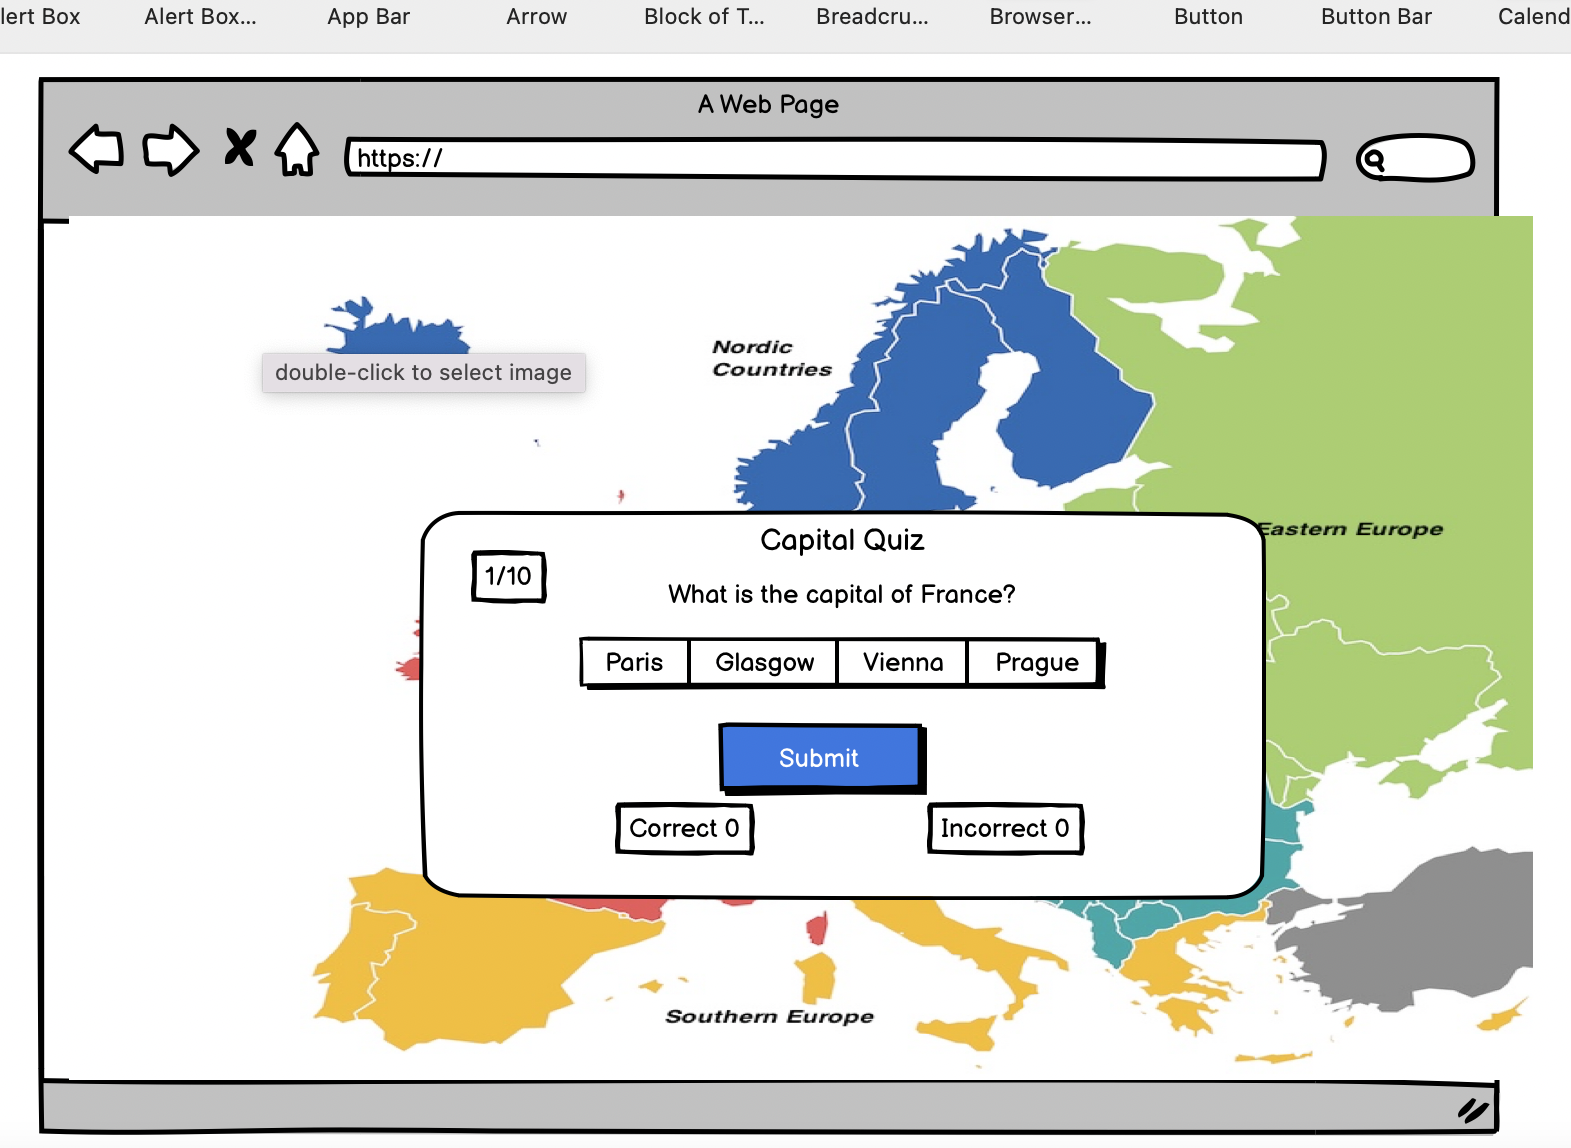 lert Box Alert Box... App Bar Arrow Block of T... Breadcru... Browser... Button Button Bar Calend
A Web Page
https://
Nordic
Countries
double-click to select image
Eastern Europe
Capital Quiz
1/10
What is the capital of France?
Paris Glasgow Vienna Prague
Submit
Correct 0 Incorrect 0
Southern Europe